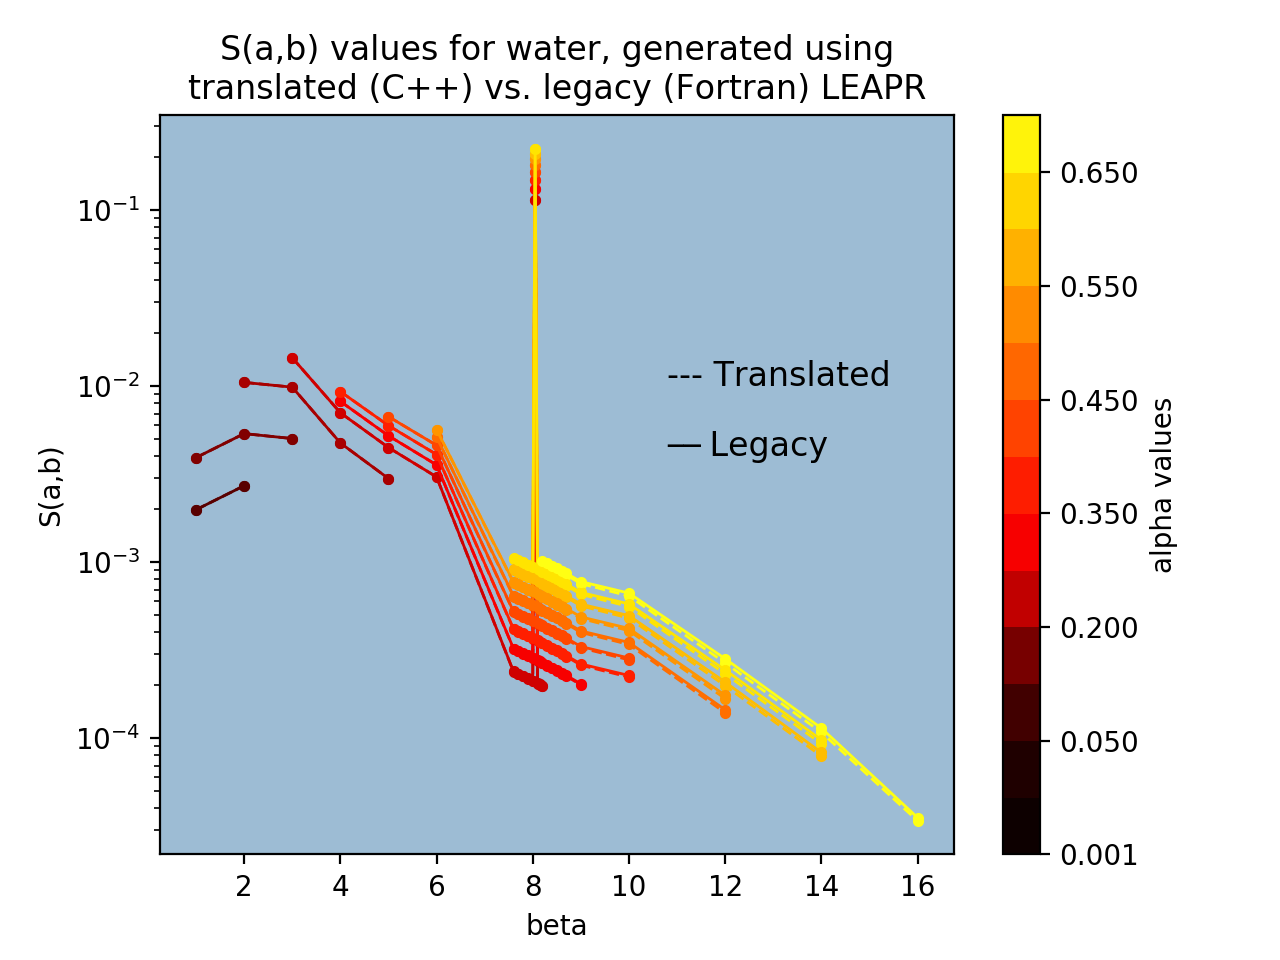 S(a,b) values for water, generated using
translated (C++) vs. legacy (Fortran) LEAPR
10⁻¹
10⁻²
10⁻³
10⁻⁴
S(a,b)
--- Translated
— Legacy
2 4 6 8 10 12 14 16
beta
0.650
0.550
0.450
0.350
0.200
0.050
0.001
alpha values